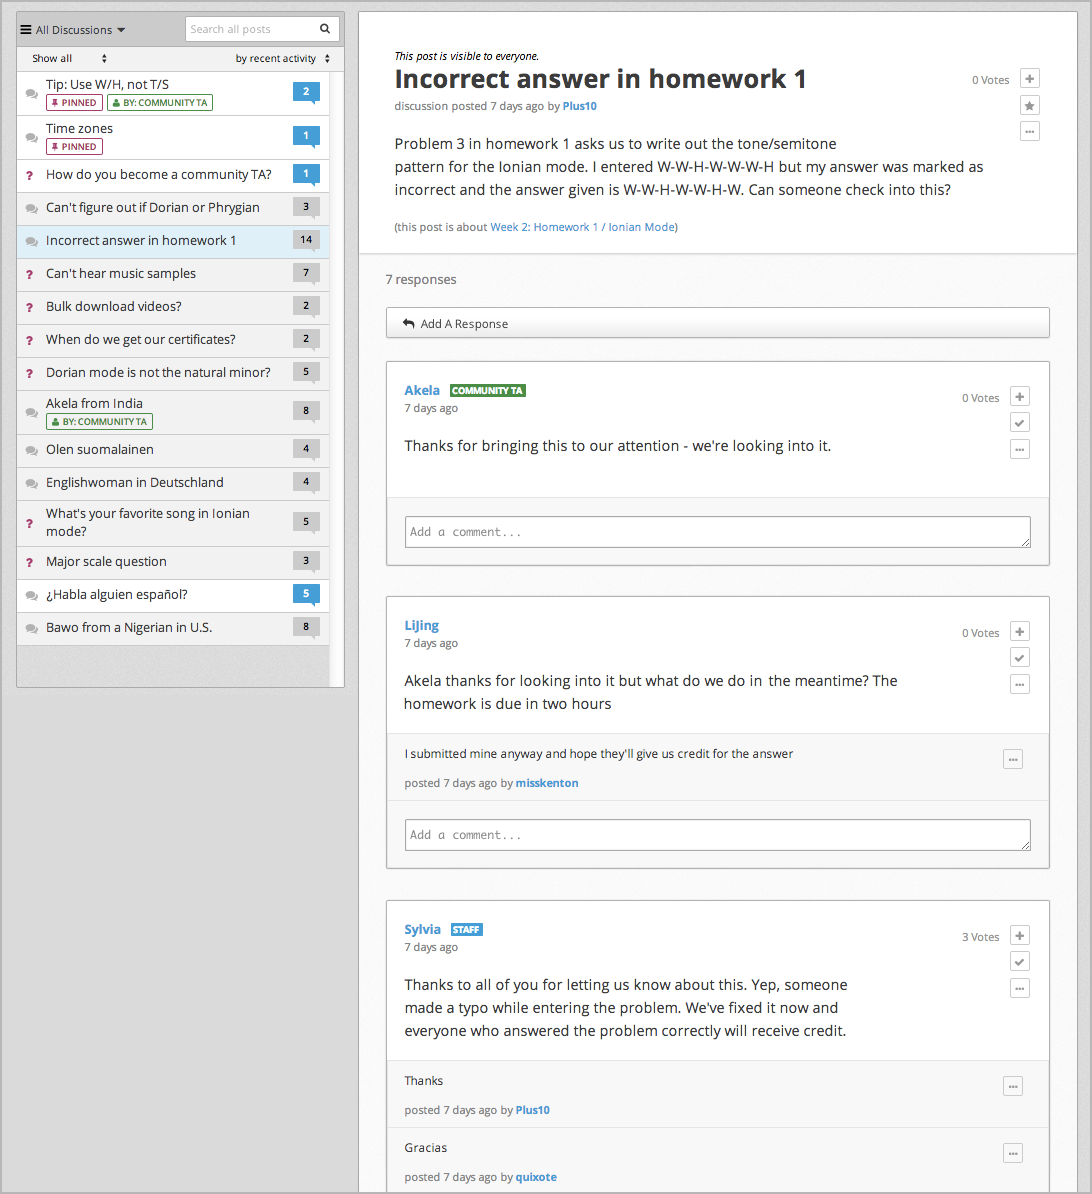 All Discussions
Search all posts
Show all
by recent activity
Tip: Use W/H, not T/S
2
PINNED
BY: COMMUNITY TA
Time zones
1
PINNED
? How do you become a community TA?
1
Can't figure out if Dorian or Phrygian
3
Incorrect answer in homework 1
14
? Can't hear music samples
7
? Bulk download videos?
2
? When do we get our certificates?
2
? Dorian mode is not the natural minor?
5
Akela from India
8
BY: COMMUNITY TA
Olen suomalainen
4
Englishwoman in Deutschland
4
? What's your favorite song in Ionian
mode?
5
? Major scale question
3
¿Habla alguien español?
5
Bawo from a Nigerian in U.S.
8
This post is visible to everyone.
Incorrect answer in homework 1
0 Votes
discussion posted 7 days ago by Plus10
Problem 3 in homework 1 asks us to write out the tone/semitone
pattern for the Ionian mode. I entered W-W-H-W-W-W-H but my answer was marked as
incorrect and the answer given is W-W-H-W-W-H-W. Can someone check into this?
(this post is about Week 2: Homework 1 / Ionian Mode)
7 responses
Add A Response
Akela COMMUNITY TA
0 Votes
7 days ago
Thanks for bringing this to our attention - we're looking into it.
Add a comment...
LiJing
0 Votes
7 days ago
Akela thanks for looking into it but what do we do in the meantime? The
homework is due in two hours
I submitted mine anyway and hope they'll give us credit for the answer
posted 7 days ago by misskenton
Add a comment...
Sylvia STAFF
3 Votes
7 days ago
Thanks to all of you for letting us know about this. Yep, someone
made a typo while entering the problem. We've fixed it now and
everyone who answered the problem correctly will receive credit.
Thanks
posted 7 days ago by Plus10
Gracias
posted 7 days ago by quixote